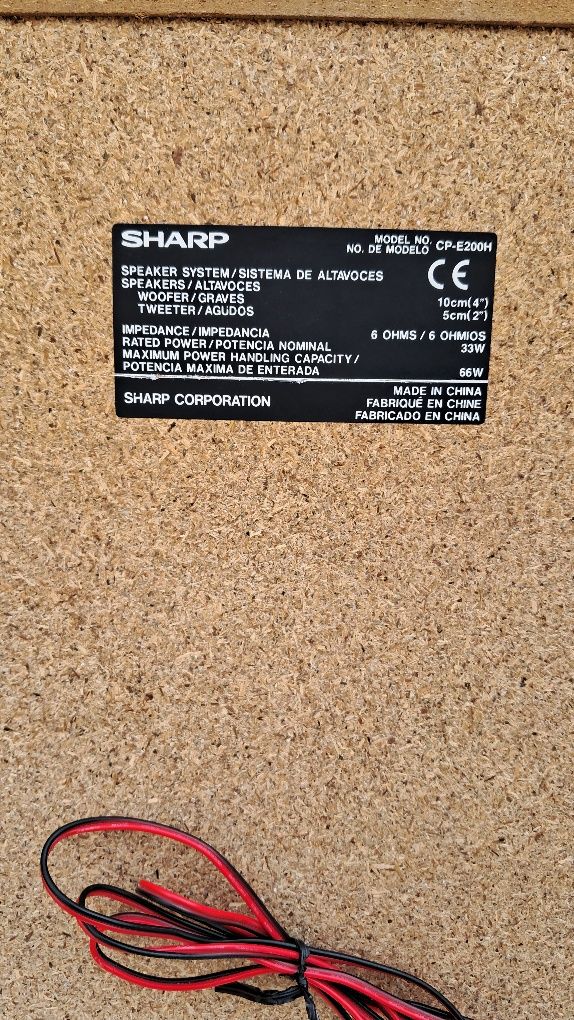 SHARP
MODEL NO.
NO. DE MODELO CP-E200H
CE
SPEAKER SYSTEM/SISTEMA DE ALTAVOCES
SPEAKERS/ALTAVOCES
WOOFER/GRAVES 10cm(4")
TWEETER/AGUDOS 5cm(2")
IMPEDANCE/IMPEDANCIA 6 OHMS / 6 OHMIOS
RATED POWER/POTENCIA NOMINAL 33W
MAXIMUM POWER HANDLING CAPACITY/
POTENCIA MAXIMA DE ENTERADA 66W
SHARP CORPORATION
MADE IN CHINA
FABRIQUÉ EN CHINE
FABRICADO EN CHINA